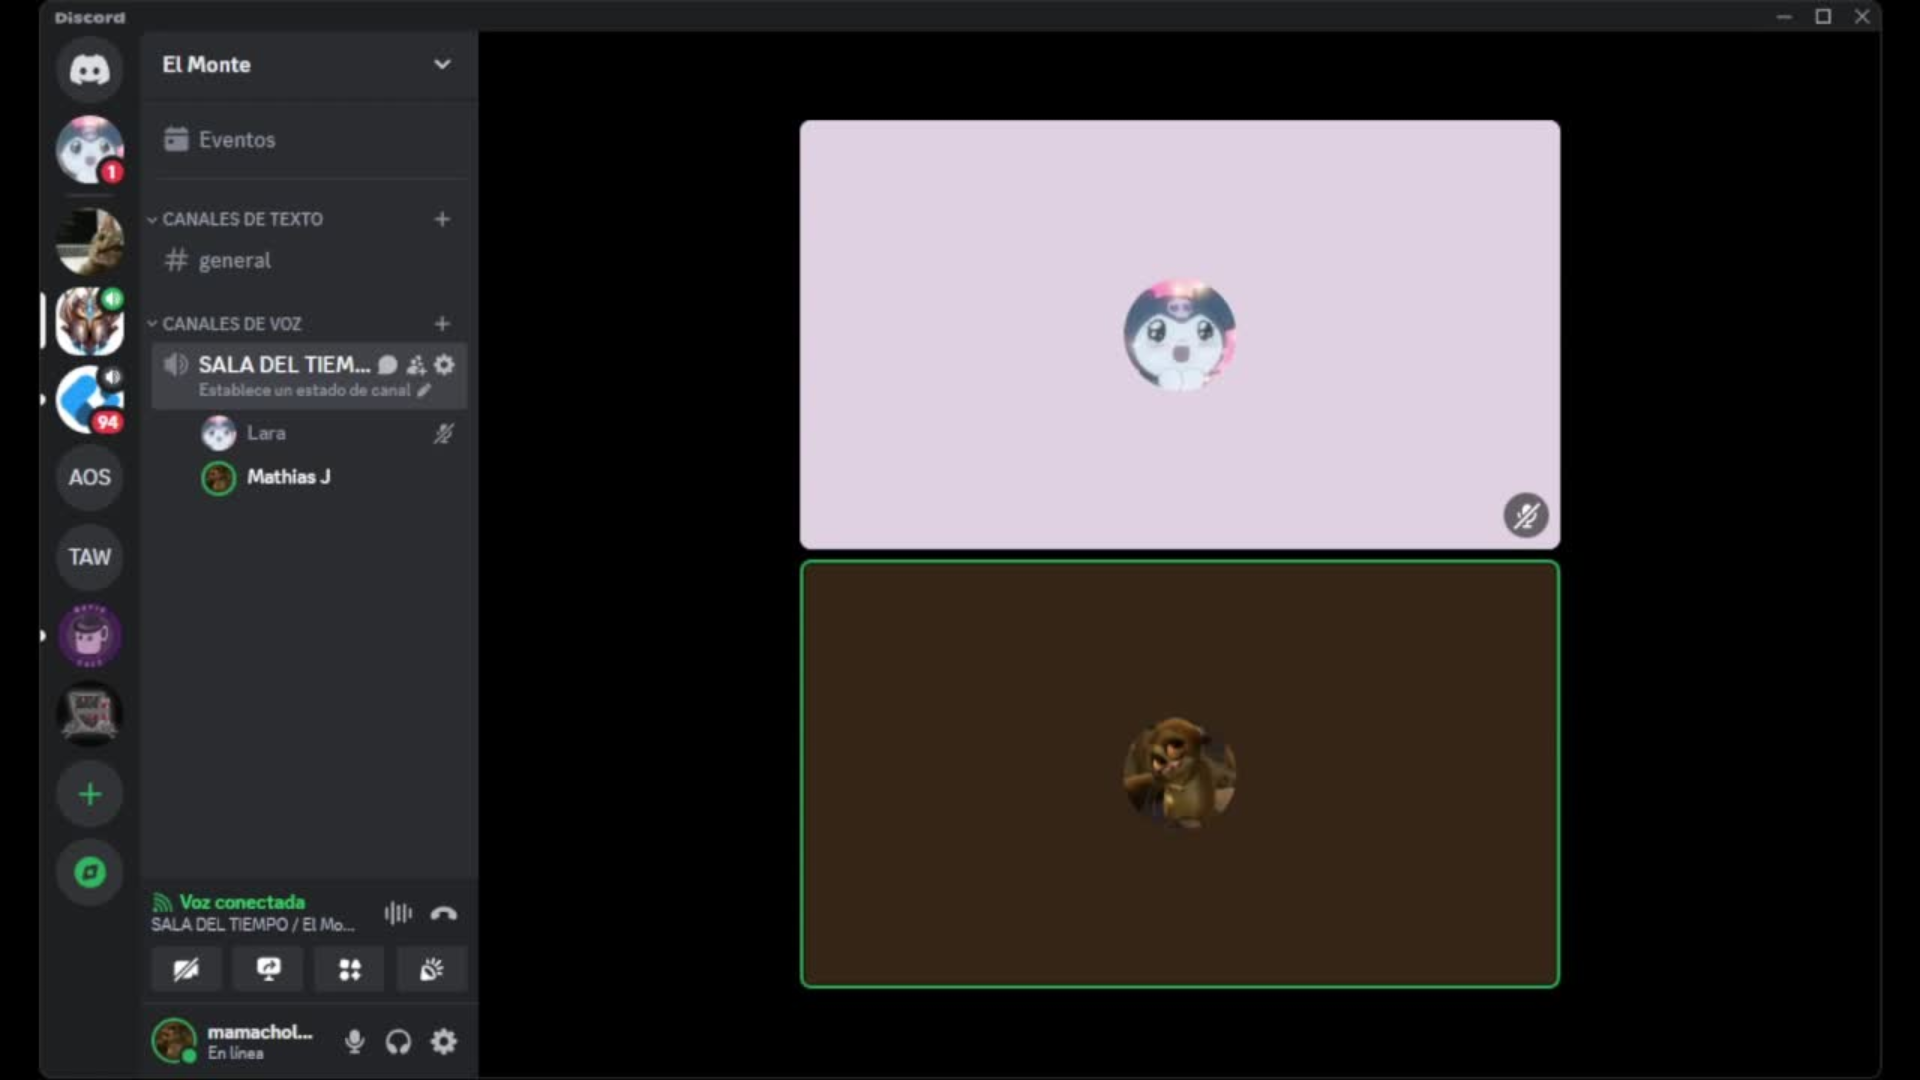 Discord
El Monte
1
Eventos
CANALES DE TEXTO
# general
CANALES DE VOZ
SALA DEL TIEM...
Establece un estado de canal
94
Lara
Mathias J
AOS
TAW
Voz conectada
SALA DEL TIEMPO / El Mo...
mamachol...
En línea